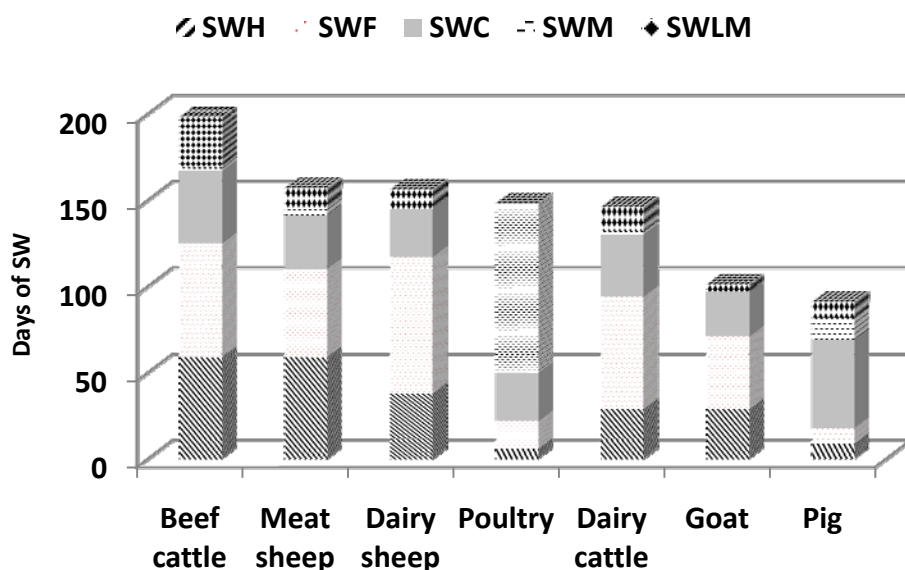 SWH SWF SWC SWM SWLM
Days of SW
200
150
100
50
0
Beef Meat Dairy Poultry Dairy Goat Pig
cattle sheep sheep cattle